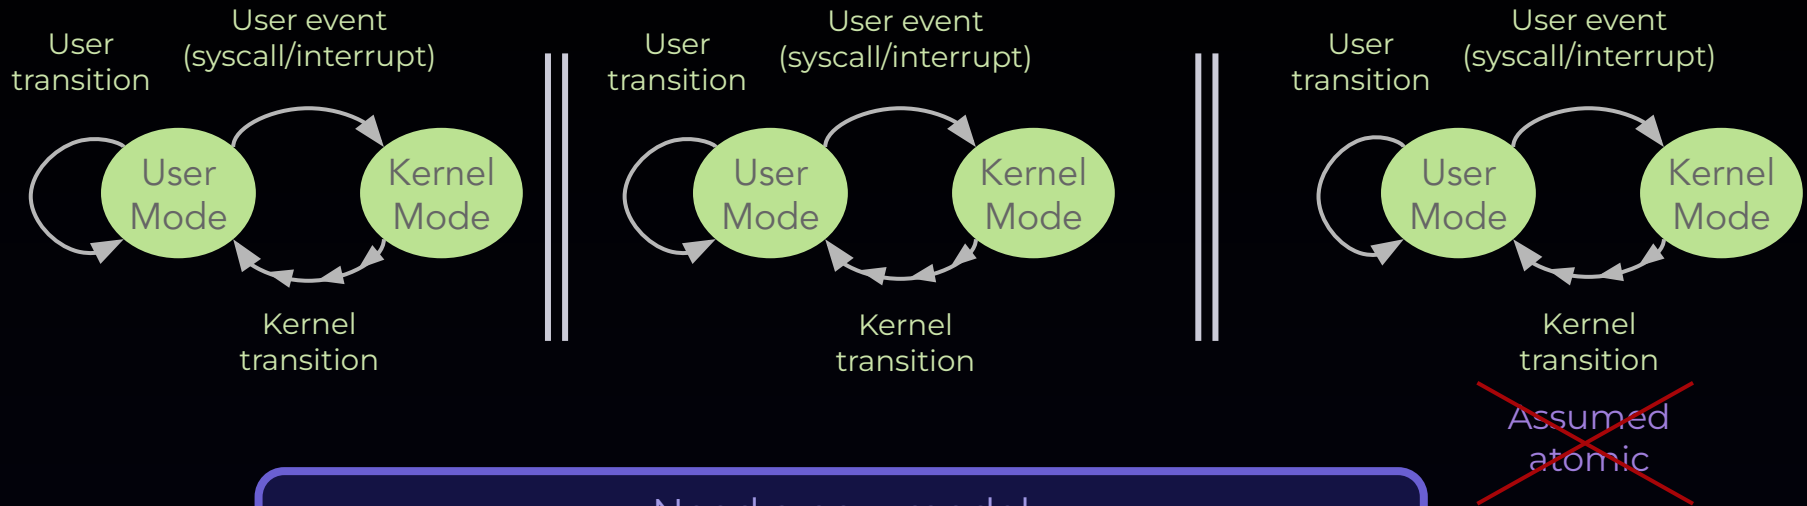 User
transition
User event
(syscall/interrupt)
User
Mode
Kernel
Mode
Kernel
transition
User
transition
User event
(syscall/interrupt)
User
Mode
Kernel
Mode
Kernel
transition
User
transition
User event
(syscall/interrupt)
User
Mode
Kernel
Mode
Kernel
transition
Assumed
atomic